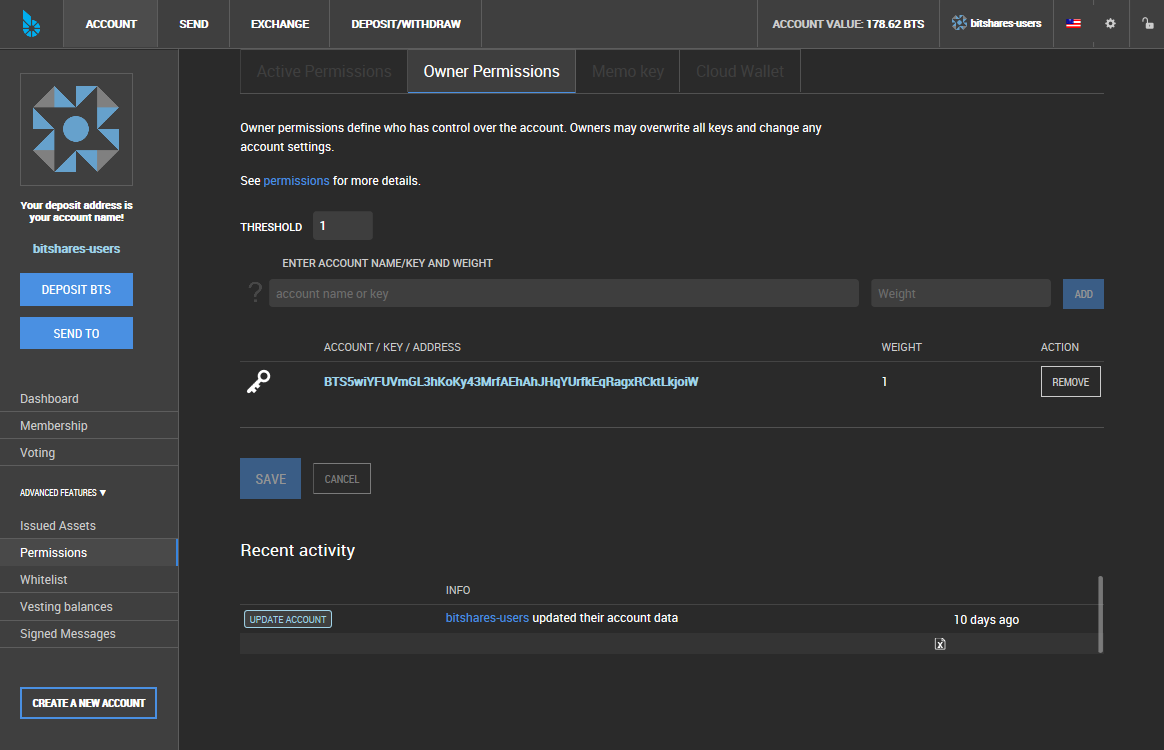 ACCOUNT SEND EXCHANGE DEPOSIT/WITHDRAW ACCOUNT VALUE: 178.62 BTS bitshares-users
Your deposit address is
your account name!
bitshares-users
DEPOSIT BTS
SEND TO
Dashboard
Membership
Voting
ADVANCED FEATURES ▼
Issued Assets
Permissions
Whitelist
Vesting balances
Signed Messages
CREATE A NEW ACCOUNT
Active Permissions Owner Permissions Memo key Cloud Wallet
Owner permissions define who has control over the account. Owners may overwrite all keys and change any
account settings.
See permissions for more details.
THRESHOLD 1
ENTER ACCOUNT NAME/KEY AND WEIGHT
? account name or key Weight ADD
ACCOUNT / KEY / ADDRESS WEIGHT ACTION
BTS5wiYFUVmGL3hKoKy43MrfAEhAhJHqYUrfkEqRagxRCktLkjoiW 1 REMOVE
SAVE CANCEL
Recent activity
INFO
UPDATE ACCOUNT bitshares-users updated their account data 10 days ago